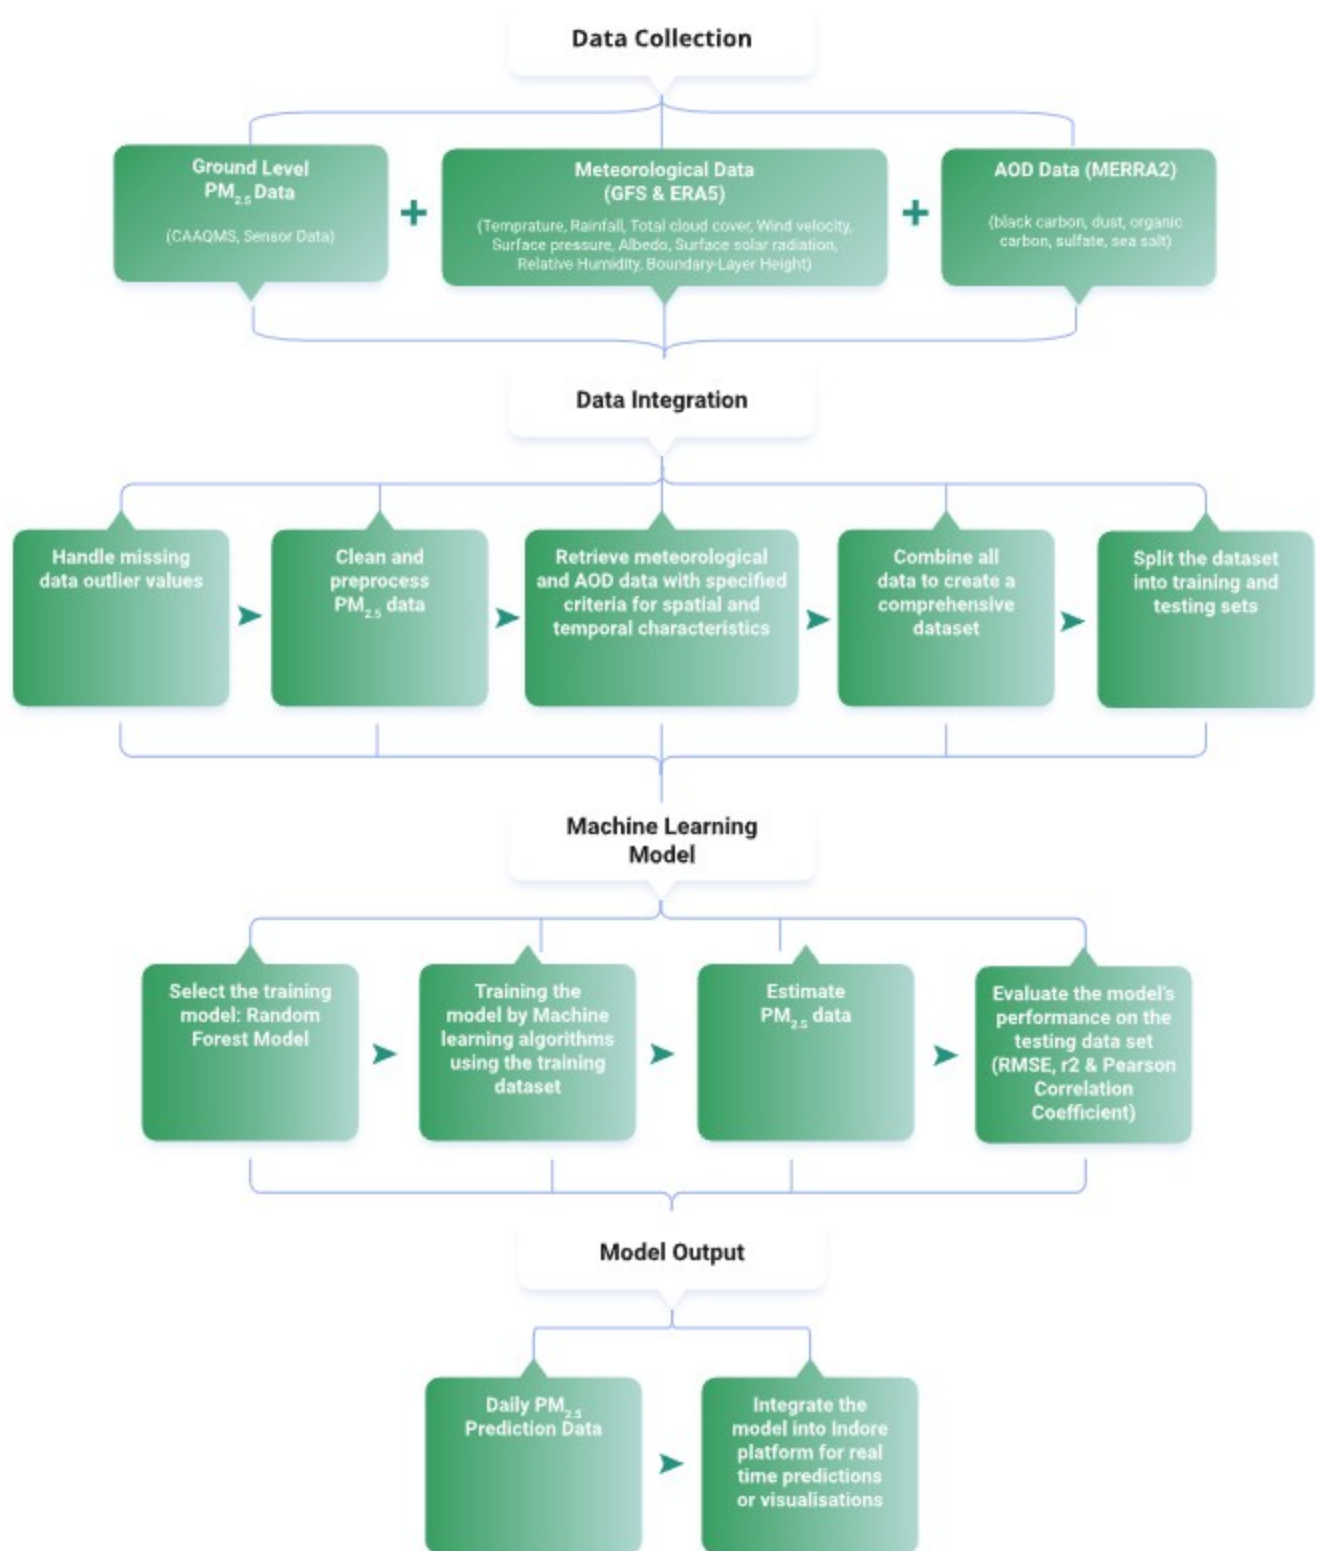 Data Collection
Ground Level
PM2.5 Data
(CAAQMS, Sensor Data)
Meteorological Data
(GFS & ERA5)
(Temprature, Rainfall, Total cloud cover, Wind velocity,
Surface pressure, Albedo, Surface solar radiation,
Relative Humidity, Boundary-Layer Height)
AOD Data (MERRA2)
(black carbon, dust, organic
carbon, sulfate, sea salt)
Data Integration
Handle missing
data outlier values
Clean and
preprocess
PM2.5 data
Retrieve meteorological
and AOD data with specified
criteria for spatial and
temporal characteristics
Combine all
data to create a
comprehensive
dataset
Split the dataset
into training and
testing sets
Machine Learning
Model
Select the training
model: Random
Forest Model
Training the
model by Machine
learning algorithms
using the training
dataset
Estimate
PM2.5 data
Evaluate the model's
performance on the
testing data set
(RMSE, r2 & Pearson
Correlation
Coefficient)
Model Output
Daily PM2.5
Prediction Data
Integrate the
model into Indore
platform for real
time predictions
or visualisations